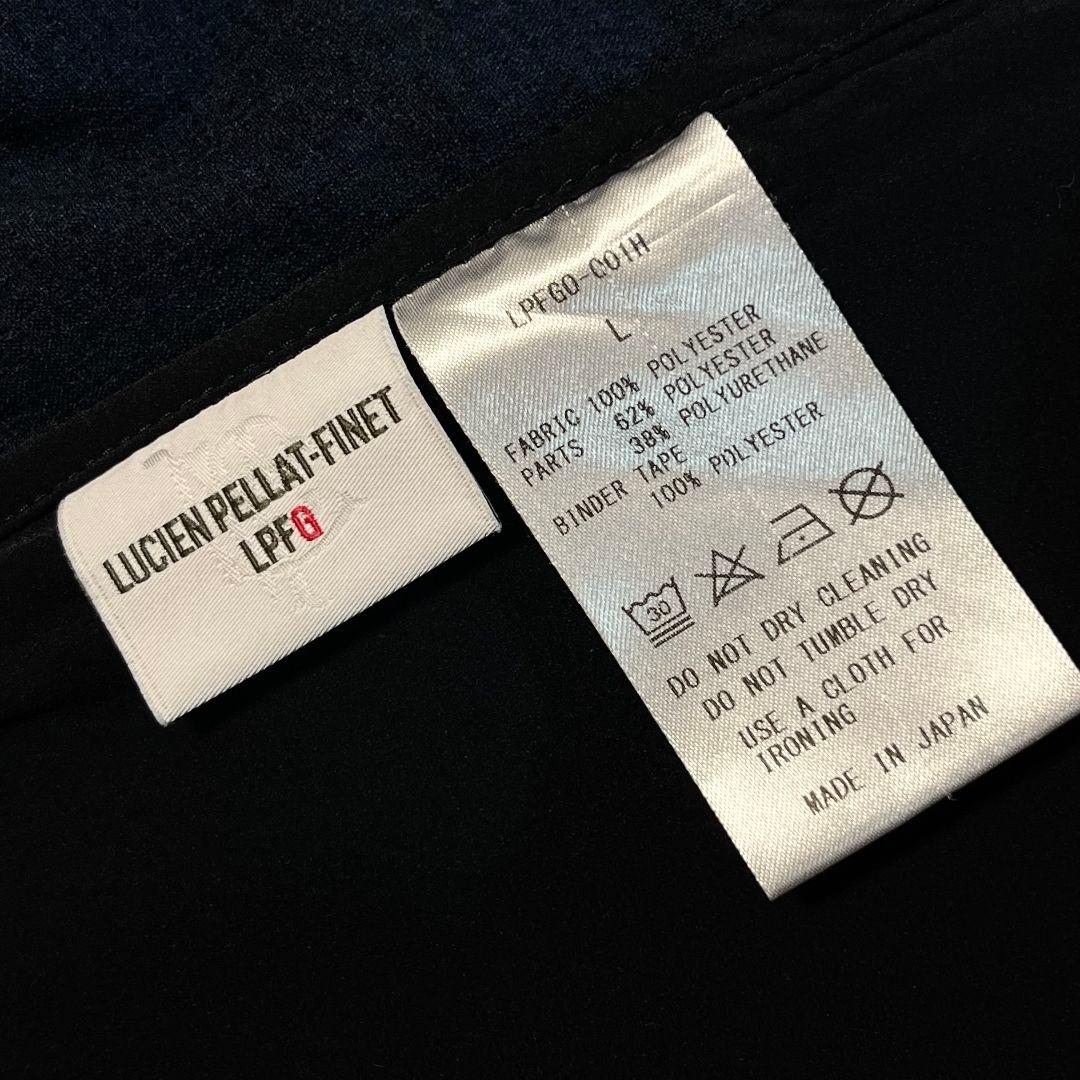 LUCIEN PELLAT-FINET
LPFG
LPFGO-C01H
L
FABRIC 100% POLYESTER
PARTS 62% POLYESTER
38% POLYURETHANE
BINDER TAPE
100% POLYESTER
30
DO NOT DRY CLEANING
DO NOT TUMBLE DRY
USE A CLOTH FOR
IRONING
MADE IN JAPAN